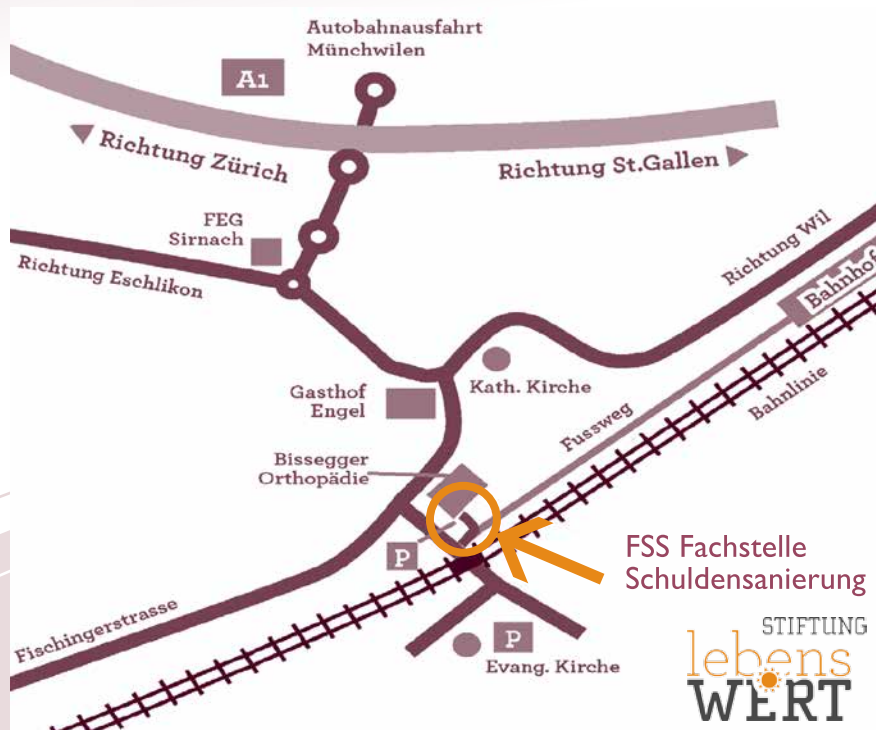 Autobahnausfahrt
Münchwilen
A1
Richtung Zürich
Richtung St.Gallen
FEG
Sirnach
Richtung Eschlikon
Richtung Wil
Bahnhof
Gasthof
Engel
Kath. Kirche
Bahnlinie
Fussweg
Bissegger
Orthopädie
P
FSS Fachstelle
Schuldensanierung
Fischingerstrasse
P
Evang. Kirche
STIFTUNG
lebens
WERT